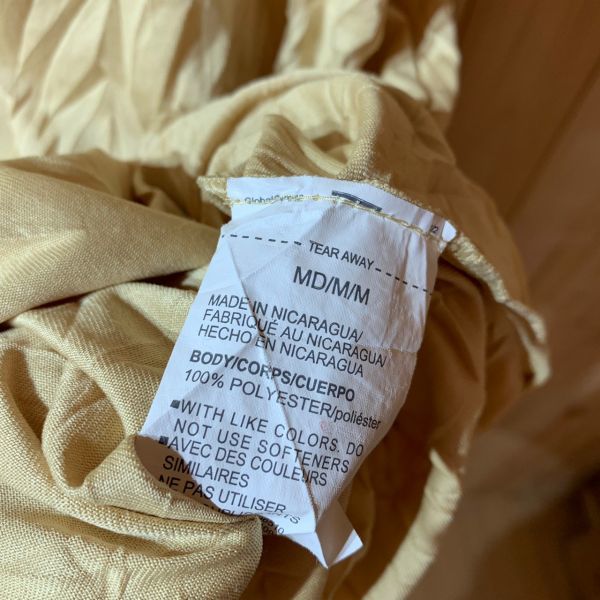 TEAR AWAY
MD/M/M
MADE IN NICARAGUA/
FABRIQUÉ AU NICARAGUA/
HECHO EN NICARAGUA
BODY/CORPS/CUERPO
100% POLYESTER/poliéster
■WITH LIKE COLORS. DO
NOT USE SOFTENERS
■AVEC DES COULEURS
SIMILAIRES
NE PAS UTILISER